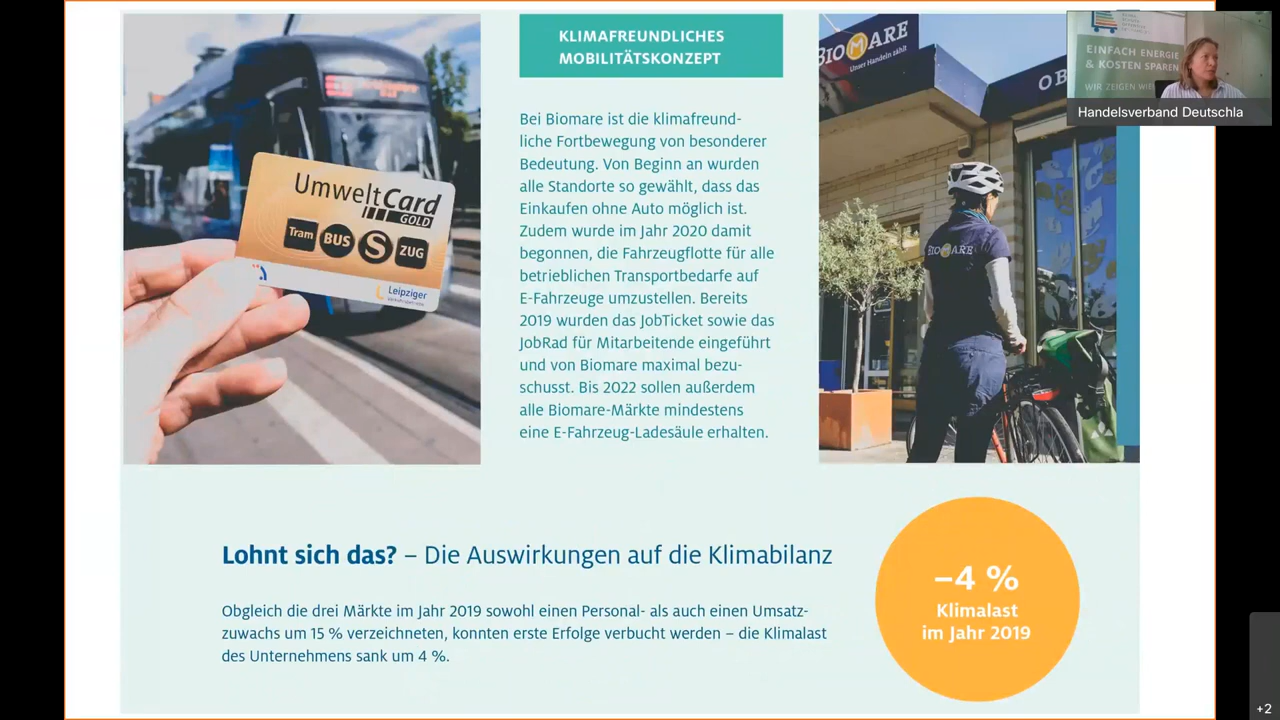 UmweltCard
GOLD
Tram BUS S ZUG
Leipziger
KLIMAFREUNDLICHES
MOBILITÄTSKONZEPT
Bei Biomare ist die klimafreund-
liche Fortbewegung von besonderer
Bedeutung. Von Beginn an wurden
alle Standorte so gewählt, dass das
Einkaufen ohne Auto möglich ist.
Zudem wurde im Jahr 2020 damit
begonnen, die Fahrzeugflotte für alle
betrieblichen Transportbedarfe auf
E-Fahrzeuge umzustellen. Bereits
2019 wurden das JobTicket sowie das
JobRad für Mitarbeitende eingeführt
und von Biomare maximal bezu-
schusst. Bis 2022 sollen außerdem
alle Biomare-Märkte mindestens
eine E-Fahrzeug-Ladesäule erhalten.
BIOMARE
Unser Handeln zählt
OB
BIOMARE
EINFACH ENERGIE
& KOSTEN SPAREN
WIR ZEIGEN WIE
Handelsverband Deutschla
Lohnt sich das? – Die Auswirkungen auf die Klimabilanz
Obgleich die drei Märkte im Jahr 2019 sowohl einen Personal- als auch einen Umsatz-
zuwachs um 15 % verzeichneten, konnten erste Erfolge verbucht werden – die Klimalast
des Unternehmens sank um 4 %.
–4 %
Klimalast
im Jahr 2019
+2